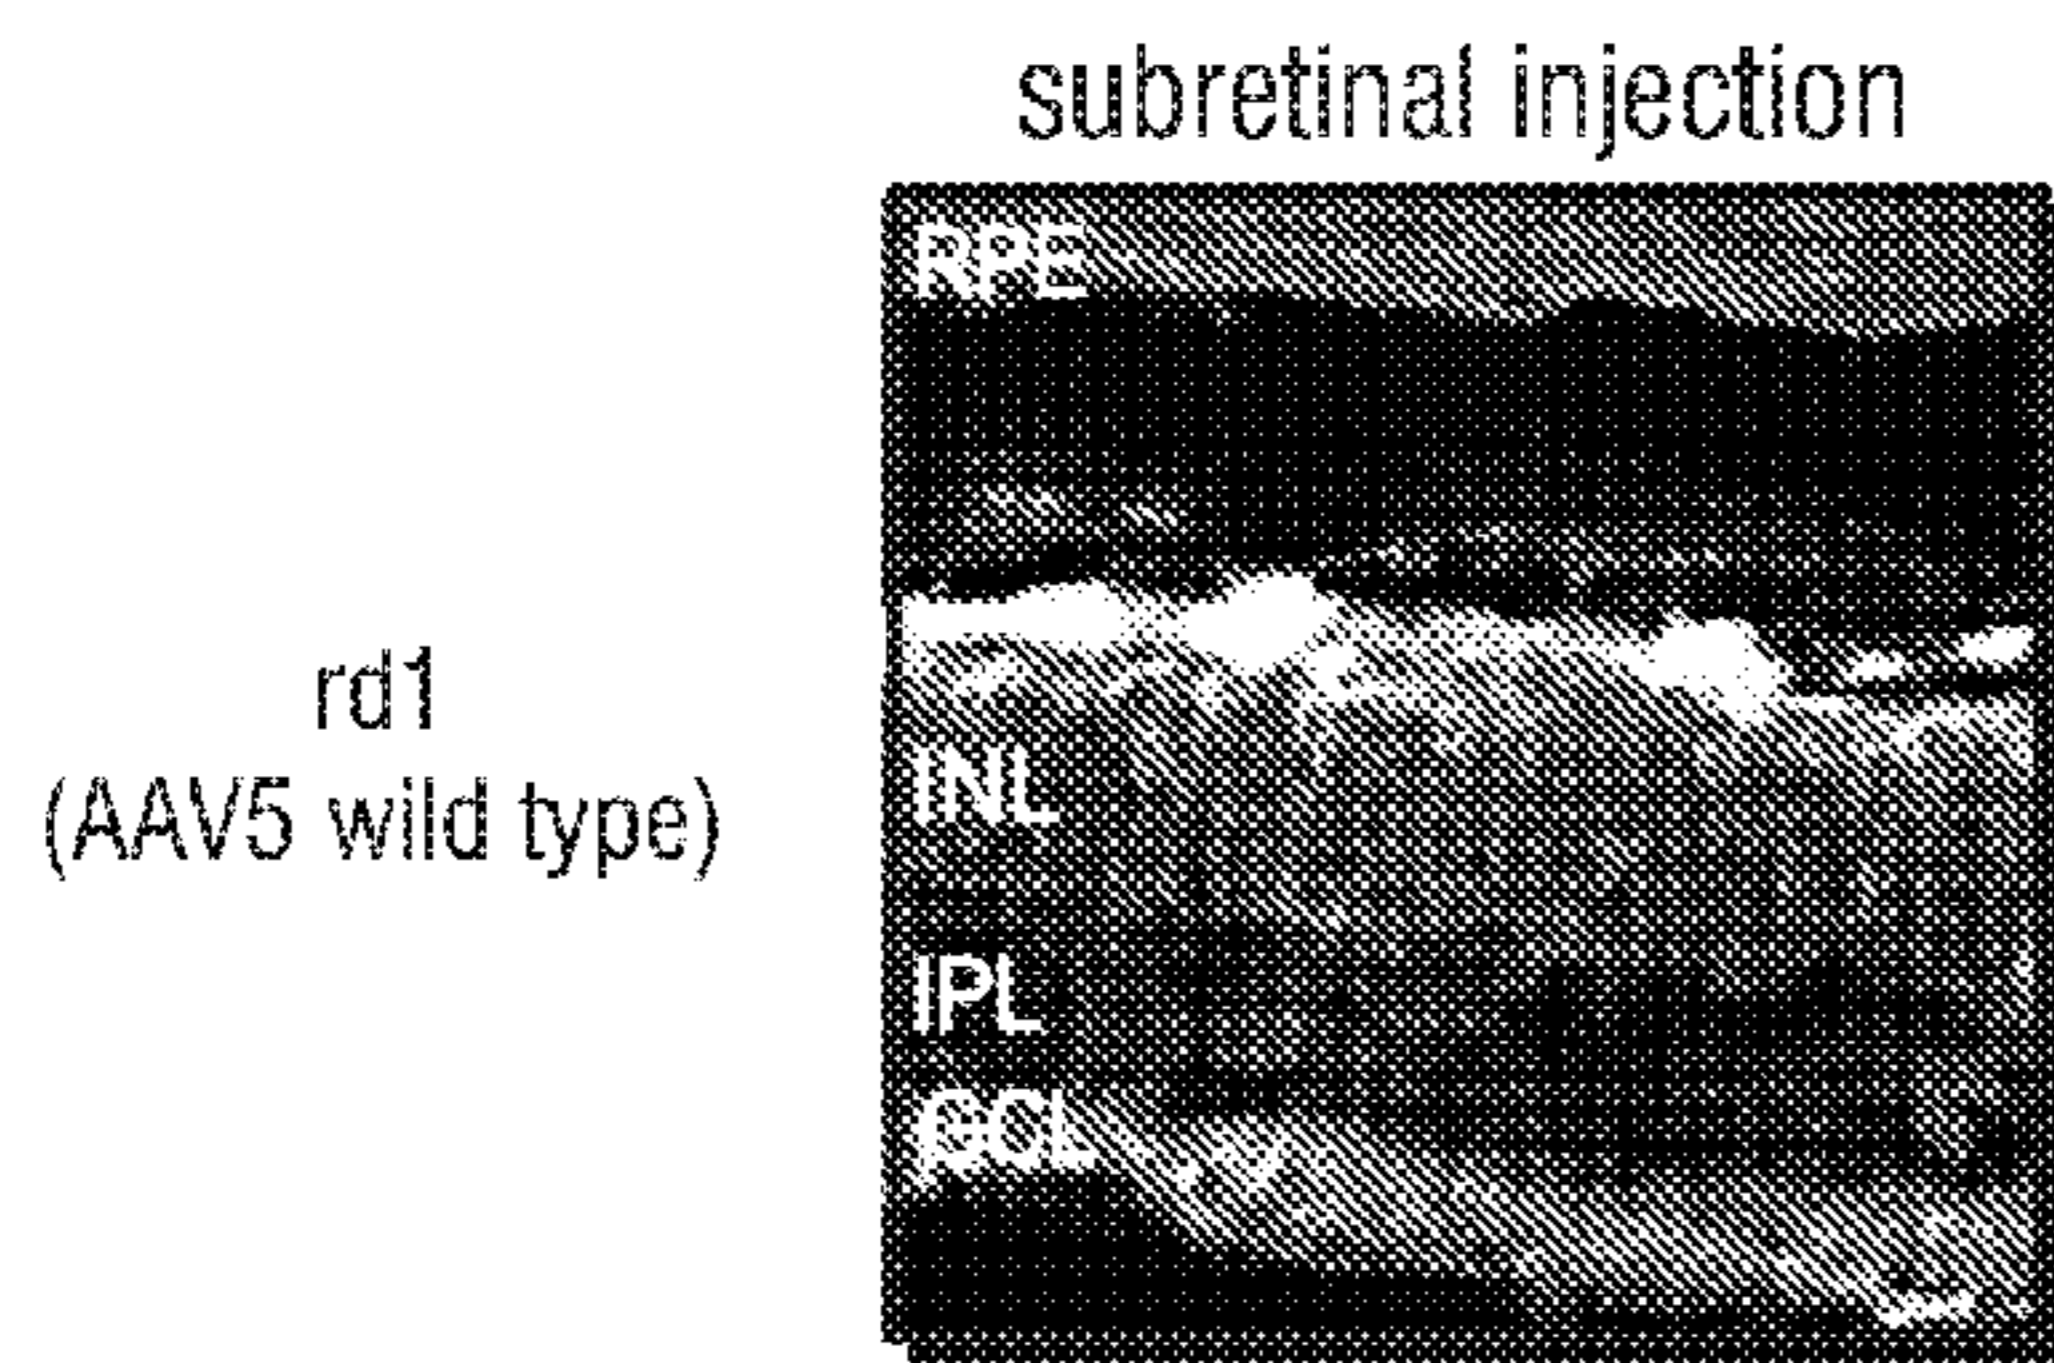 subretinal injection
RPE
rd1
(AAV5 wild type)
INL
IPL
GCL